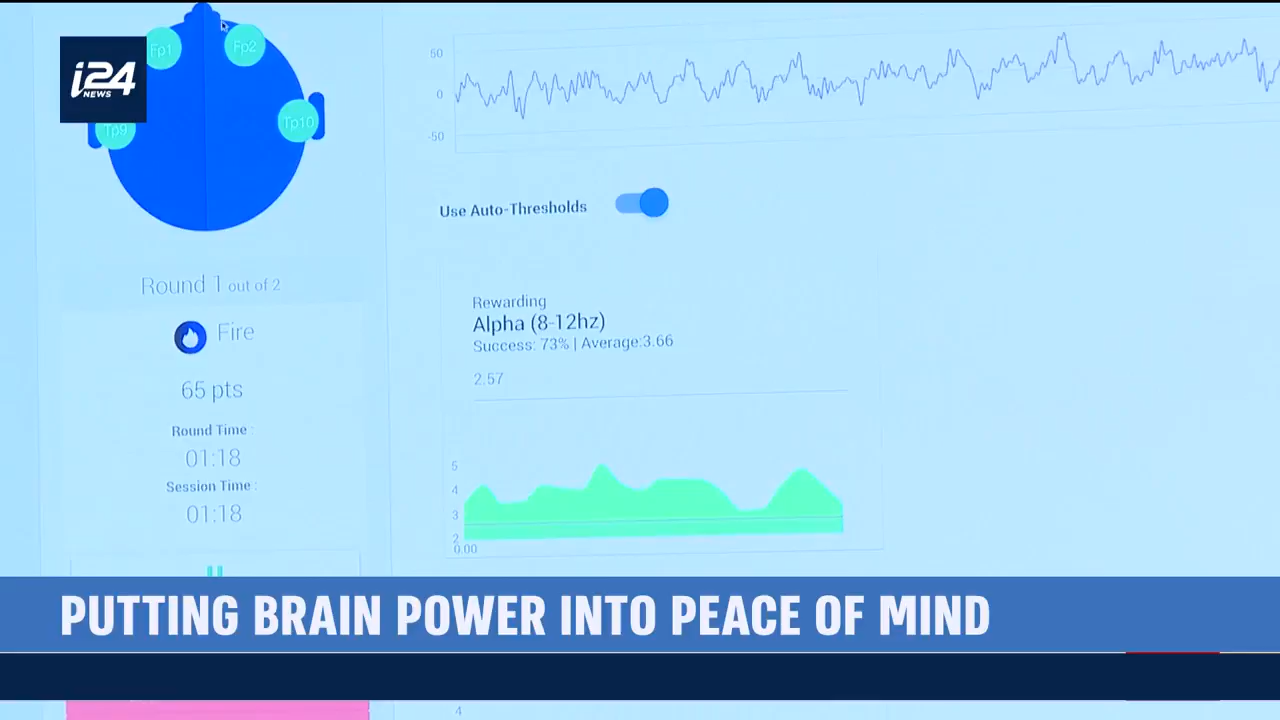 Fp1
Fp2
i24
NEWS
Tp9
Tp10
50
0
-50
Use Auto-Thresholds
Round 1 out of 2
Fire
65 pts
Round Time :
01:18
Session Time :
01:18
Rewarding
Alpha (8-12hz)
Success: 73% | Average:3.66
2.57
5
4
3
2
0.00
PUTTING BRAIN POWER INTO PEACE OF MIND
4